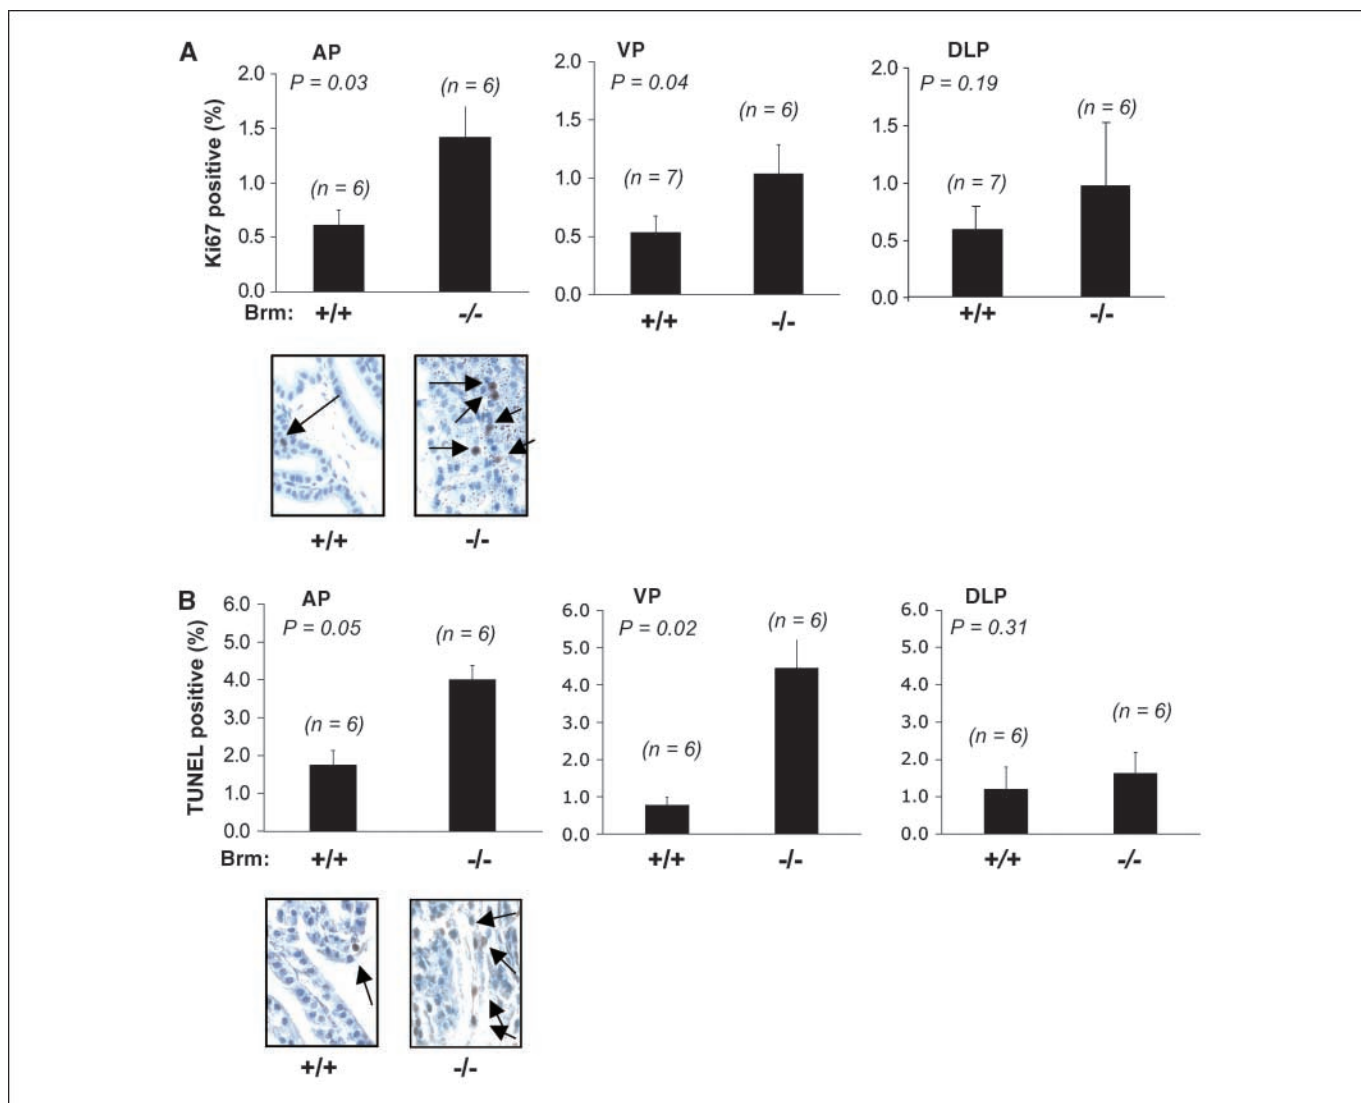 A
AP
P = 0.03
(n = 6)
(n = 6)
Ki67 positive (%)
2.0
1.5
1.0
0.5
0.0
Brm: +/+ -/-
VP
P = 0.04
(n = 7)
(n = 6)
2.0
1.5
1.0
0.5
0.0
+/+ -/-
DLP
P = 0.19
(n = 7)
(n = 6)
2.0
1.5
1.0
0.5
0.0
+/+ -/-
+/+ -/-
B
AP
P = 0.05
(n = 6)
(n = 6)
TUNEL positive (%)
6.0
5.0
4.0
3.0
2.0
1.0
0.0
Brm: +/+ -/-
VP
P = 0.02
(n = 6)
(n = 6)
6.0
5.0
4.0
3.0
2.0
1.0
0.0
+/+ -/-
DLP
P = 0.31
(n = 6)
(n = 6)
6.0
5.0
4.0
3.0
2.0
1.0
0.0
+/+ -/-
+/+ -/-